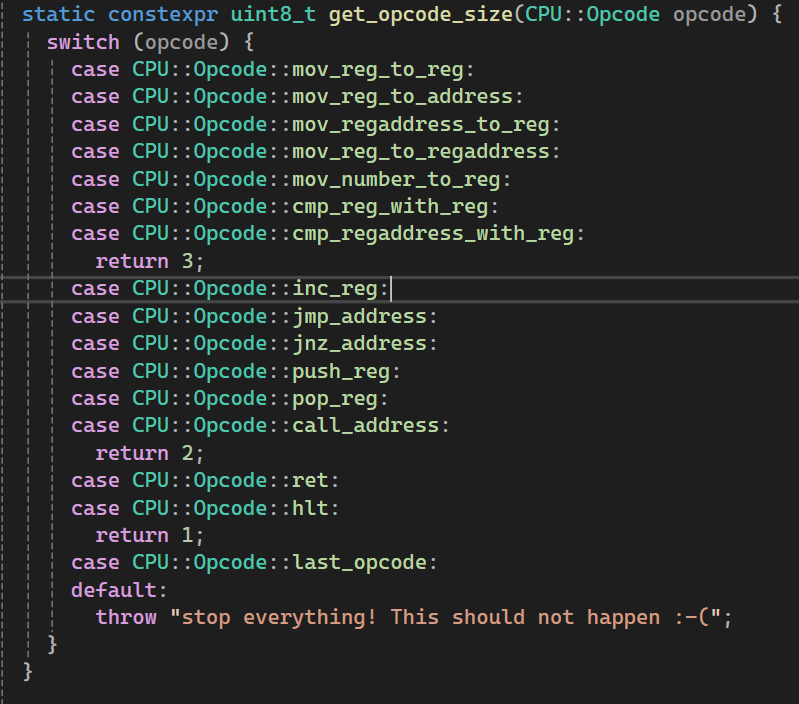 static constexpr uint8_t get_opcode_size(CPU::Opcode opcode) {
  switch (opcode) {
    case CPU::Opcode::mov_reg_to_reg:
    case CPU::Opcode::mov_reg_to_address:
    case CPU::Opcode::mov_regaddress_to_reg:
    case CPU::Opcode::mov_reg_to_regaddress:
    case CPU::Opcode::mov_number_to_reg:
    case CPU::Opcode::cmp_reg_with_reg:
    case CPU::Opcode::cmp_regaddress_with_reg:
      return 3;
    case CPU::Opcode::inc_reg:
    case CPU::Opcode::jmp_address:
    case CPU::Opcode::jnz_address:
    case CPU::Opcode::push_reg:
    case CPU::Opcode::pop_reg:
    case CPU::Opcode::call_address:
      return 2;
    case CPU::Opcode::ret:
    case CPU::Opcode::hlt:
      return 1;
    case CPU::Opcode::last_opcode:
    default:
      throw "stop everything! This should not happen :-(";
  }
}